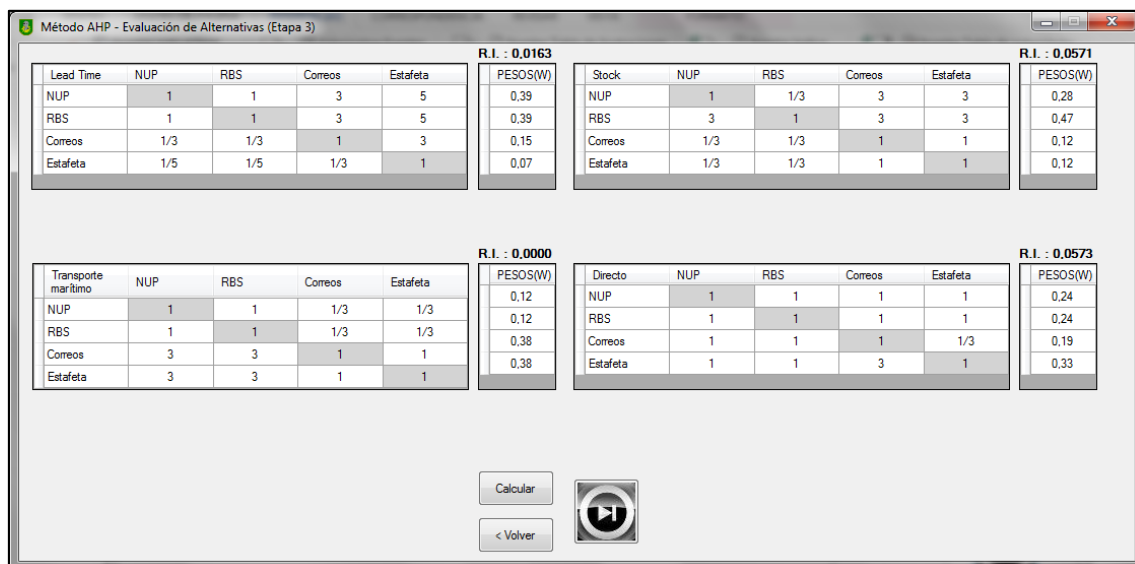 Método AHP - Evaluación de Alternativas (Etapa 3)
R.I. : 0,0163
Lead Time NUP RBS Correos Estafeta PESOS(W)
NUP 1 1 3 5 0,39
RBS 1 1 3 5 0,39
Correos 1/3 1/3 1 3 0,15
Estafeta 1/5 1/5 1/3 1 0,07
R.I. : 0,0571
Stock NUP RBS Correos Estafeta PESOS(W)
NUP 1 1/3 3 3 0,28
RBS 3 1 3 3 0,47
Correos 1/3 1/3 1 1 0,12
Estafeta 1/3 1/3 1 1 0,12
R.I. : 0,0000
Transporte
marítimo NUP RBS Correos Estafeta PESOS(W)
NUP 1 1 1/3 1/3 0,12
RBS 1 1 1/3 1/3 0,12
Correos 3 3 1 1 0,38
Estafeta 3 3 1 1 0,38
R.I. : 0,0573
Directo NUP RBS Correos Estafeta PESOS(W)
NUP 1 1 1 1 0,24
RBS 1 1 1 1 0,24
Correos 1 1 1 1/3 0,19
Estafeta 1 1 3 1 0,33
Calcular
< Volver